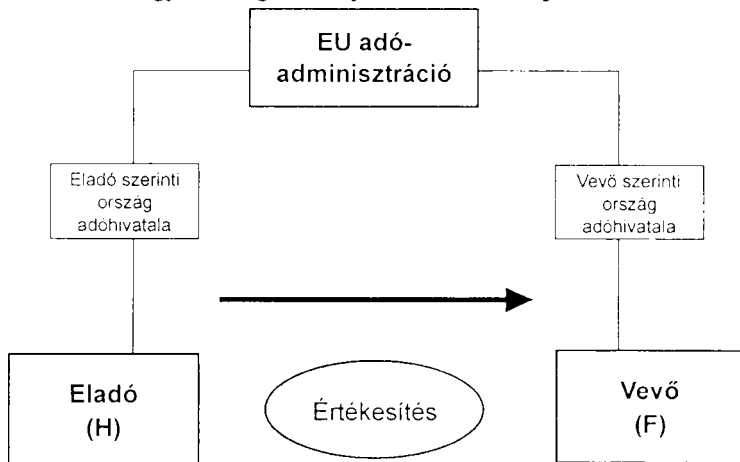 EU adó-
adminisztráció
Eladó szerinti
ország
adóhivatala
Vevő szerinti
ország
adóhivatala
Eladó
(H)
Értékesítés
Vevő
(F)